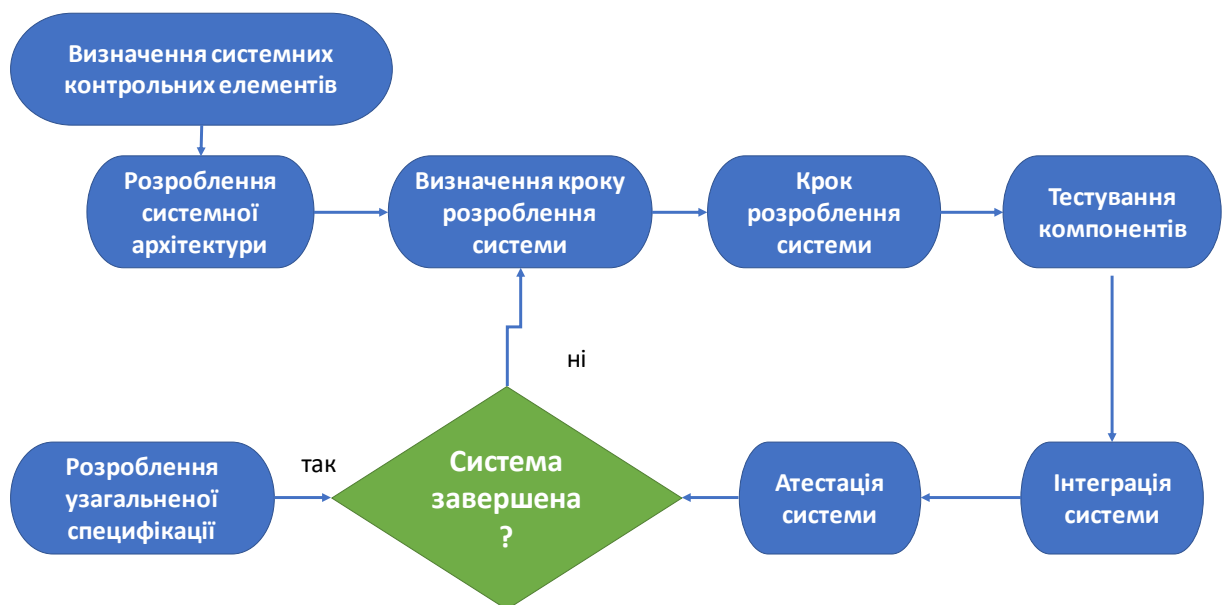 Визначення системних
контрольних елементів
Розроблення
системної
архітектури
Визначення кроку
розроблення
системи
Крок
розроблення
системи
Тестування
компонентів
ні
Розроблення
узагальненої
специфікації
так
Система
завершена
?
Атестація
системи
Інтеграція
системи